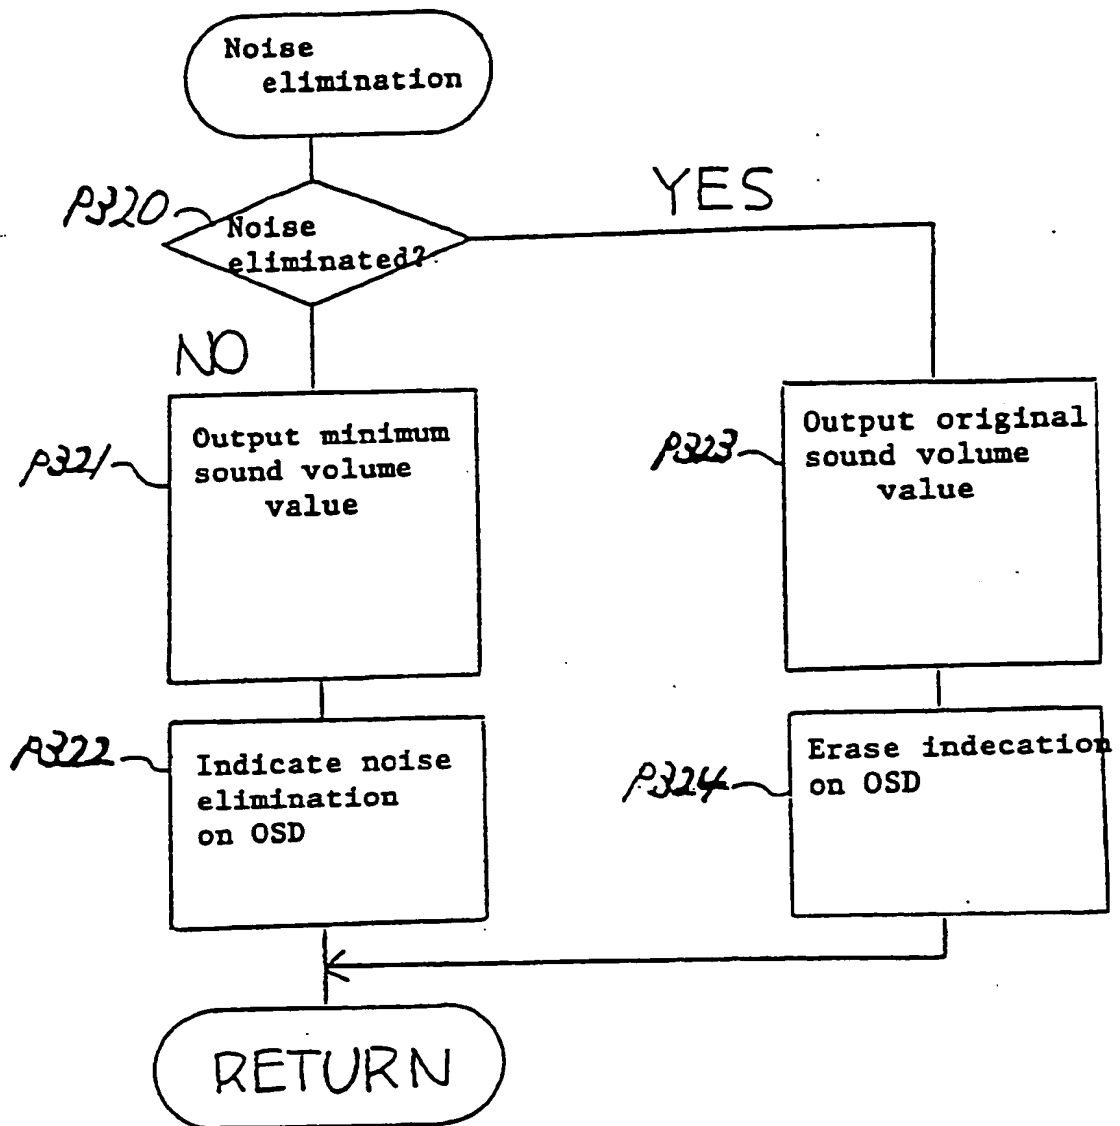 Noise
elimination
P320
Noise
eliminated?
YES
NO
P321
Output minimum
sound volume
value
P323
Output original
sound volume
value
P322
Indicate noise
elimination
on OSD
P324
Erase indecation
on OSD
RETURN